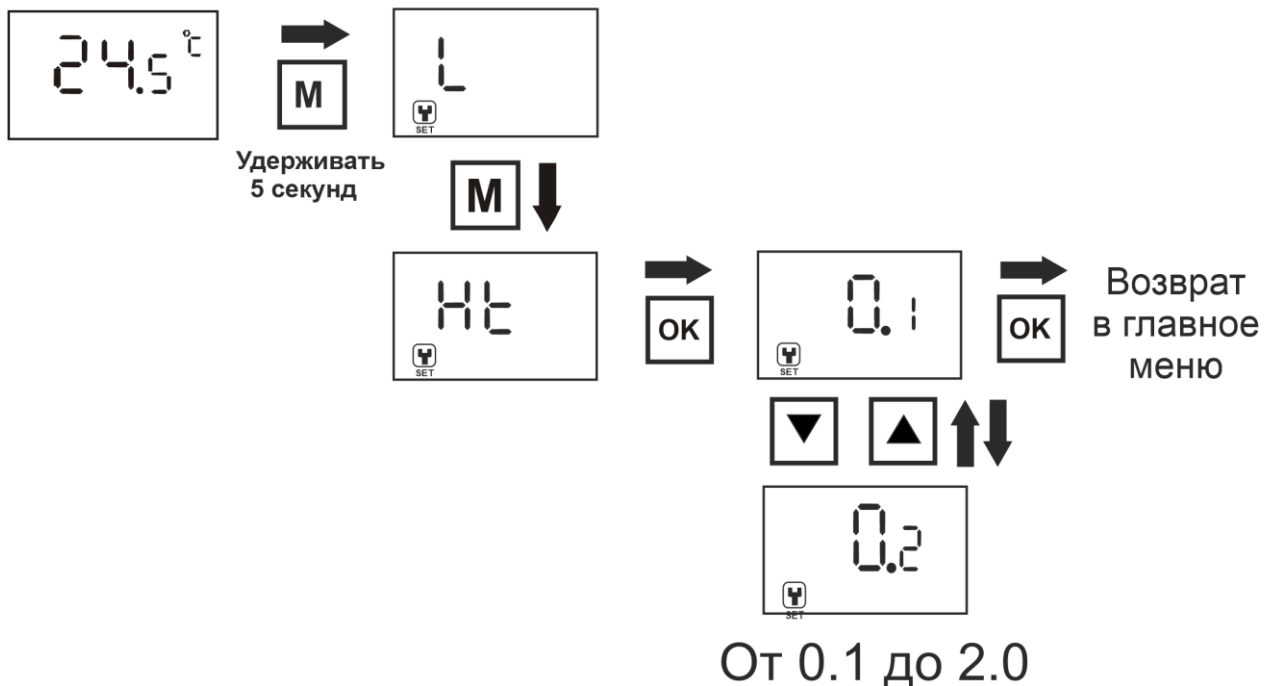 24.5 °C
M
L
SET
Удерживать
5 секунд
M
Ht
SET
OK
0.1
SET
OK
Возврат
в главное
меню
0.2
SET
От 0.1 до 2.0